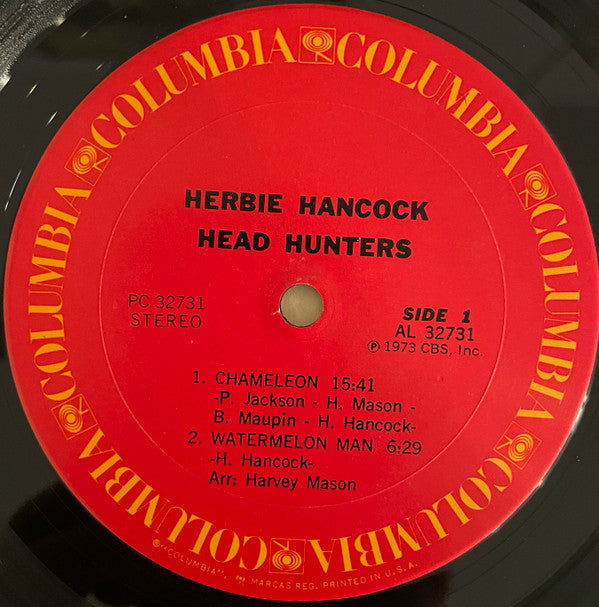 COLUMBIA COLUMBIA COLUMBIA COLUMBIA COLUMBIA COLUMBIA
HERBIE HANCOCK
HEAD HUNTERS
PC 32731
STEREO
SIDE 1
AL 32731
Ⓟ 1973 CBS, Inc.
1. CHAMELEON 15:41
-P. Jackson - H. Mason -
B. Maupin - H. Hancock-
2. WATERMELON MAN 6:29
-H. Hancock-
Arr: Harvey Mason
®"COLUMBIA", MARCAS REG. PRINTED IN U.S.A.